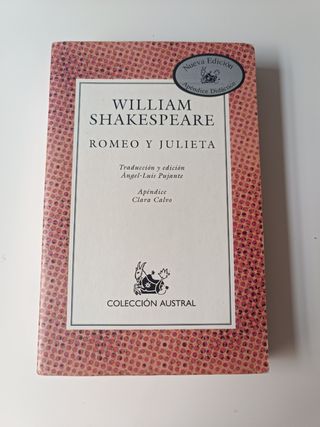 Nueva Edición
Apéndice Didáctico
WILLIAM
SHAKESPEARE
ROMEO Y JULIETA
Traducción y edición
Ángel-Luis Pujante
Apéndice
Clara Calvo
COLECCIÓN AUSTRAL